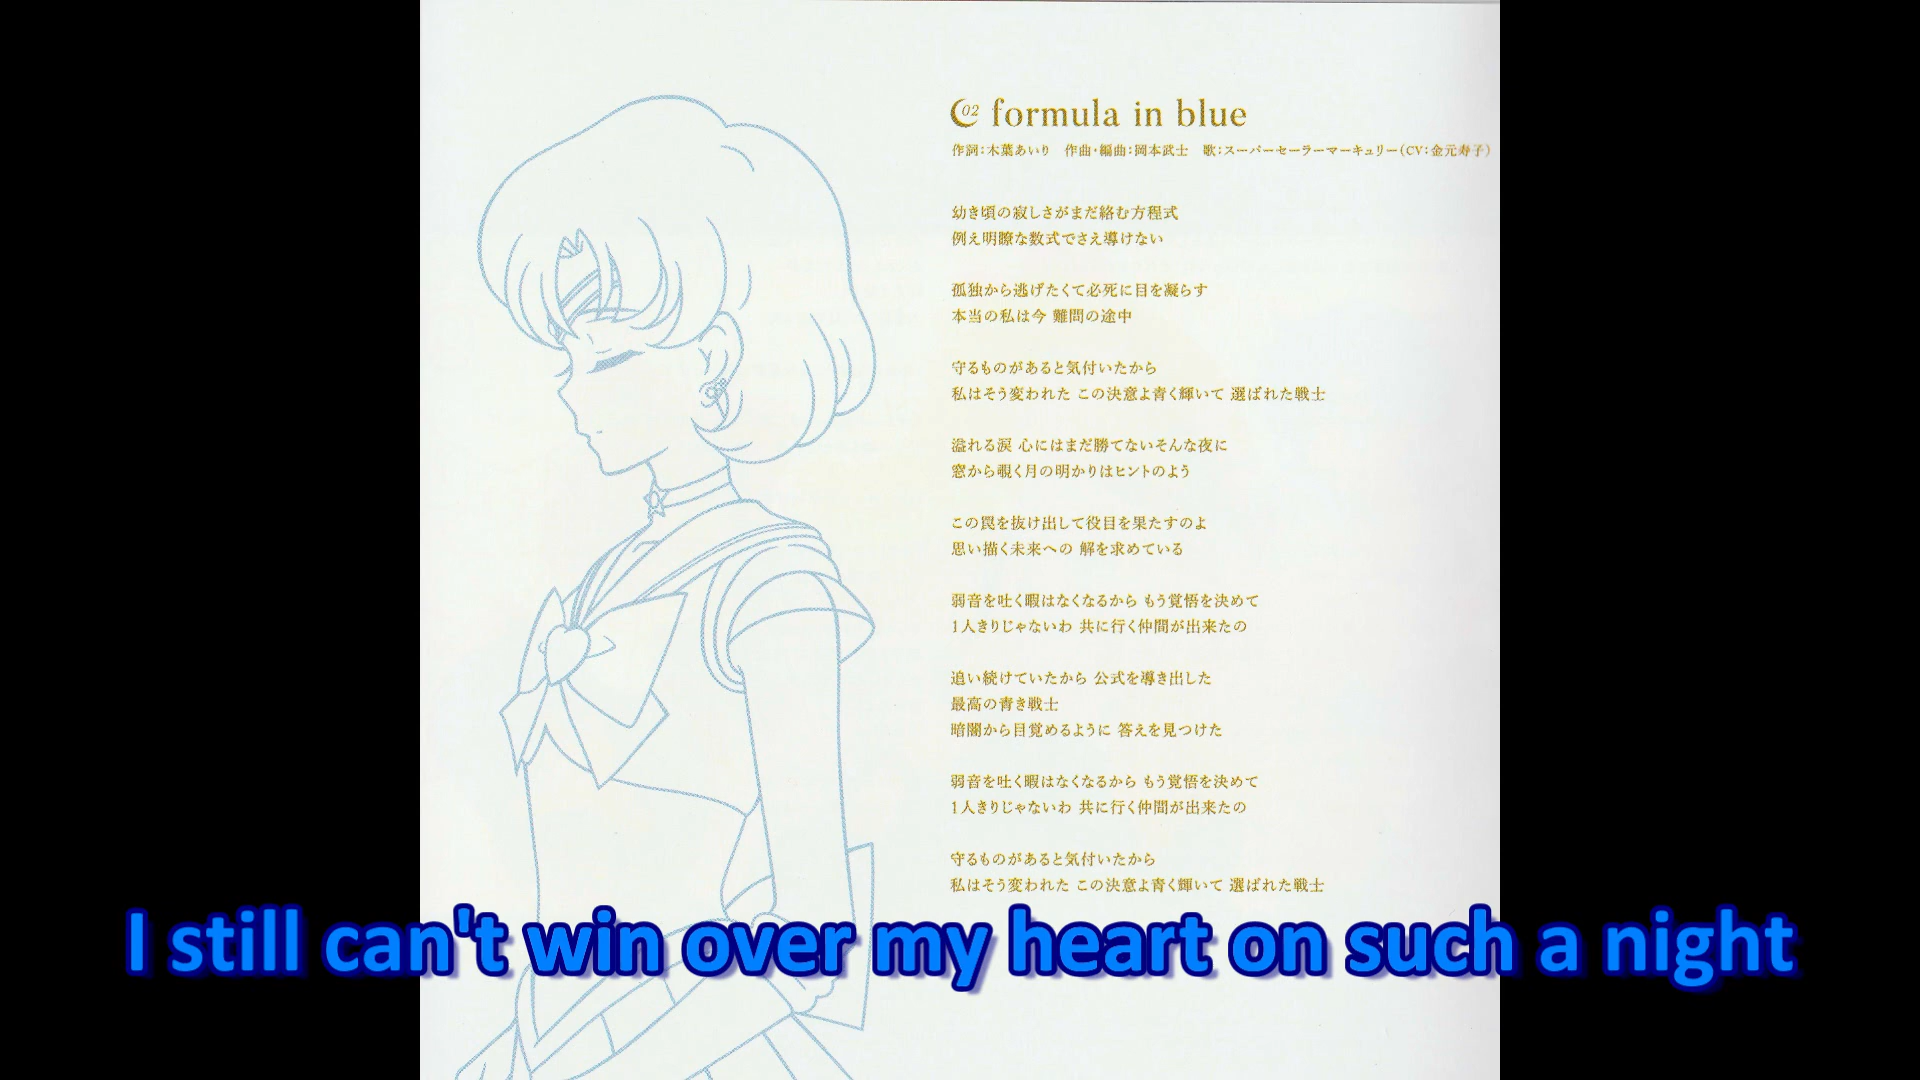 02 formula in blue
作詞：木葉あいり　作曲・編曲：岡本武士　歌：スーパーセーラーマーキュリー（CV：金元寿子）
幼き頃の寂しさがまだ絡む方程式
例え明瞭な数式でさえ導けない
孤独から逃げたくて必死に目を凝らす
本当の私は今 難問の途中
守るものがあると気付いたから
私はそう変われた この決意よ青く輝いて 選ばれた戦士
溢れる涙 心にはまだ勝てないそんな夜に
窓から覗く月の明かりはヒントのよう
この罠を抜け出して役目を果たすのよ
思い描く未来への 解を求めている
弱音を吐く暇はなくなるから もう覚悟を決めて
1人きりじゃないわ 共に行く仲間が出来たの
追い続けていたから 公式を導き出した
最高の青き戦士
暗闇から目覚めるように 答えを見つけた
弱音を吐く暇はなくなるから もう覚悟を決めて
1人きりじゃないわ 共に行く仲間が出来たの
守るものがあると気付いたから
私はそう変われた この決意よ青く輝いて 選ばれた戦士
I still can't win over my heart on such a night